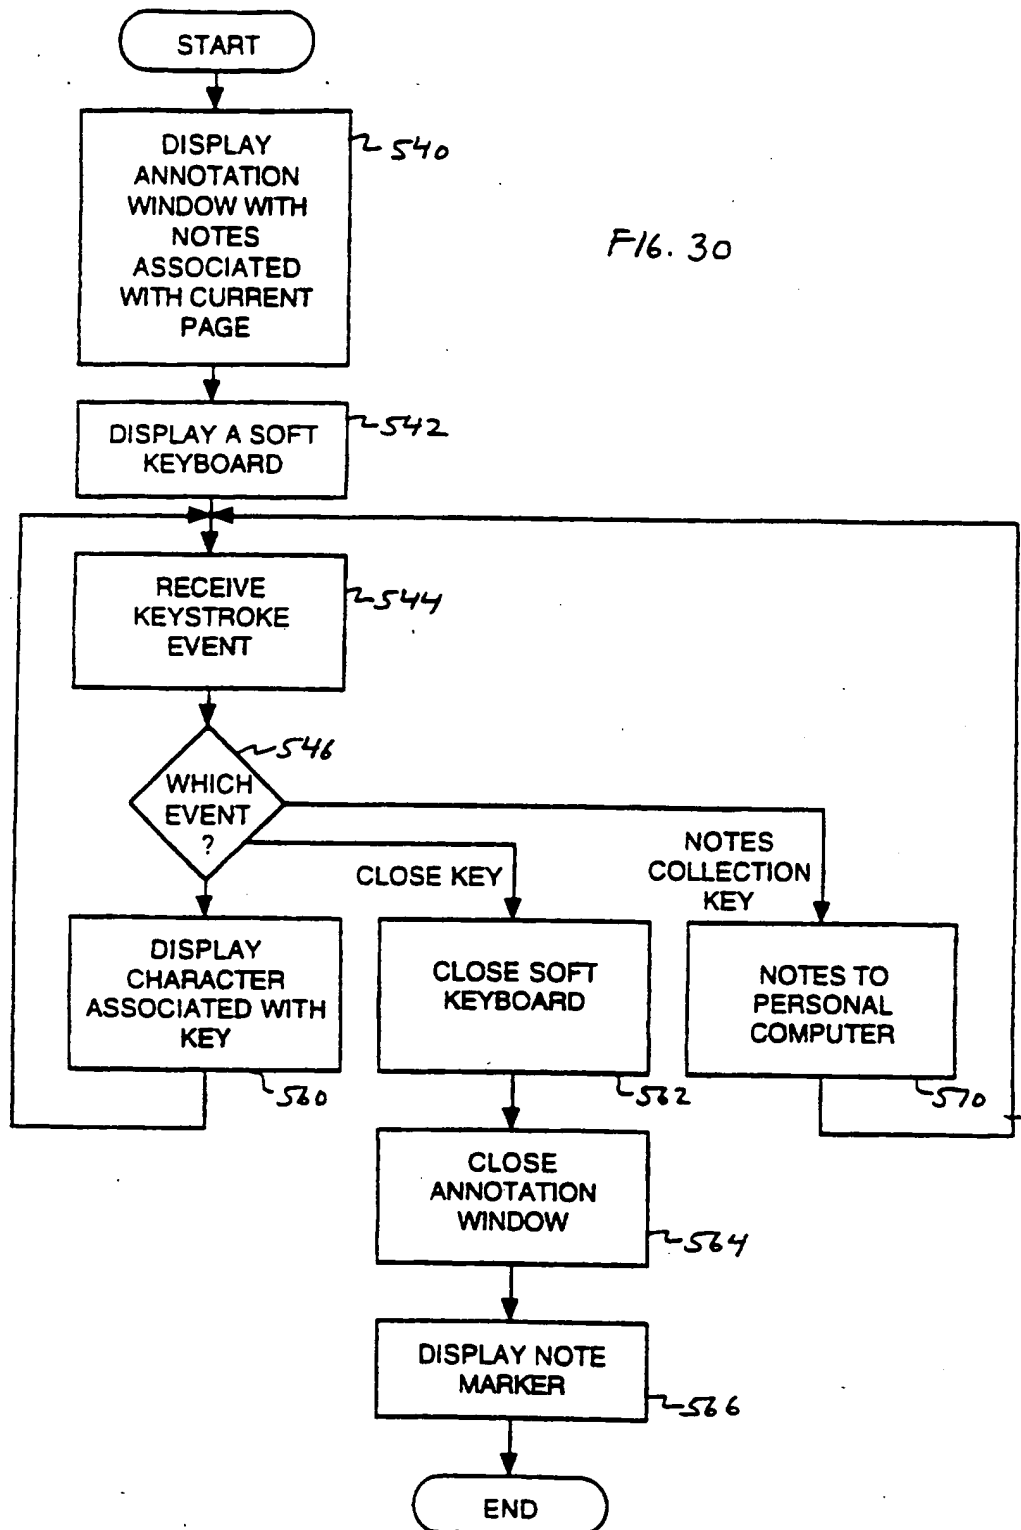 START
DISPLAY
ANNOTATION
WINDOW WITH
NOTES
ASSOCIATED
WITH CURRENT
PAGE
540
FIG. 30
DISPLAY A SOFT
KEYBOARD
542
RECEIVE
KEYSTROKE
EVENT
544
WHICH
EVENT
?
546
CLOSE KEY
NOTES
COLLECTION
KEY
DISPLAY
CHARACTER
ASSOCIATED WITH
KEY
560
CLOSE SOFT
KEYBOARD
562
NOTES TO
PERSONAL
COMPUTER
570
CLOSE
ANNOTATION
WINDOW
564
DISPLAY NOTE
MARKER
566
END